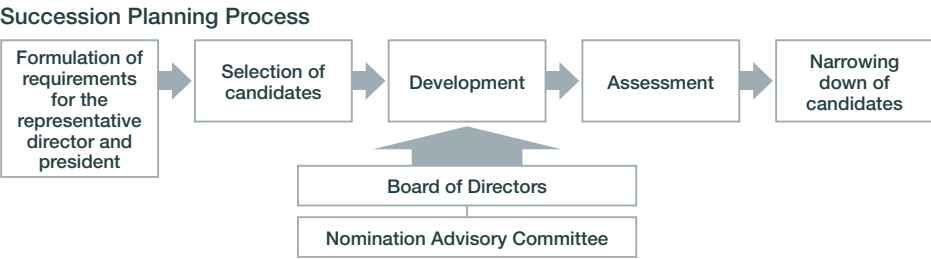 Succession Planning Process
Formulation of
requirements
for the
representative
director and
president
Selection of
candidates
Development
Assessment
Narrowing
down of
candidates
Board of Directors
Nomination Advisory Committee